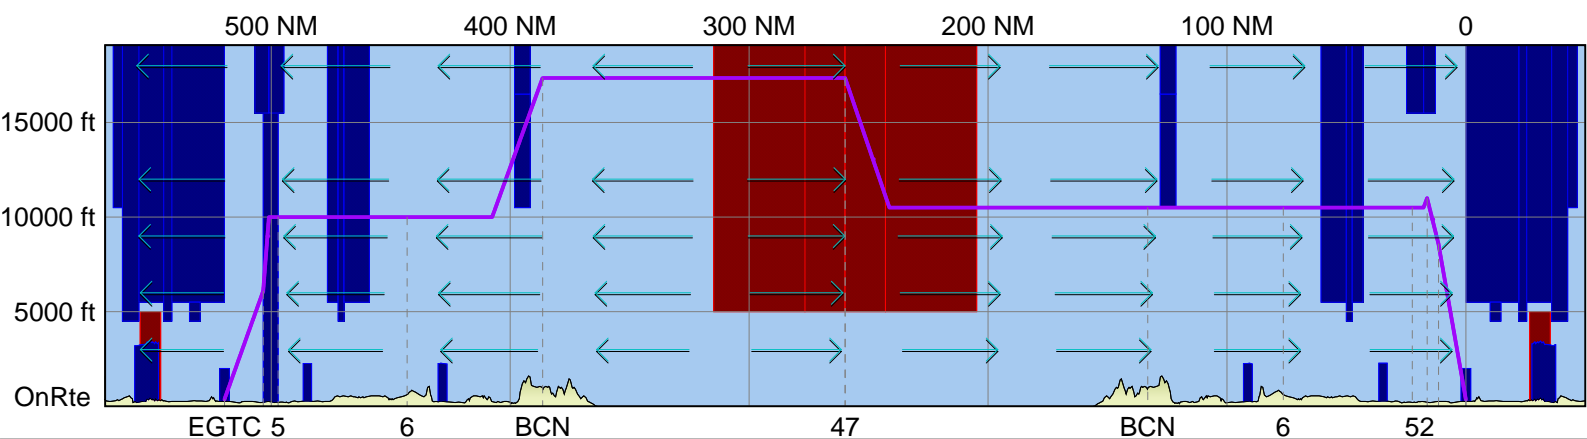 500 NM 400 NM 300 NM 200 NM 100 NM 0
15000 ft
10000 ft
5000 ft
OnRte
EGTC 5 6 BCN 47 BCN 6 52